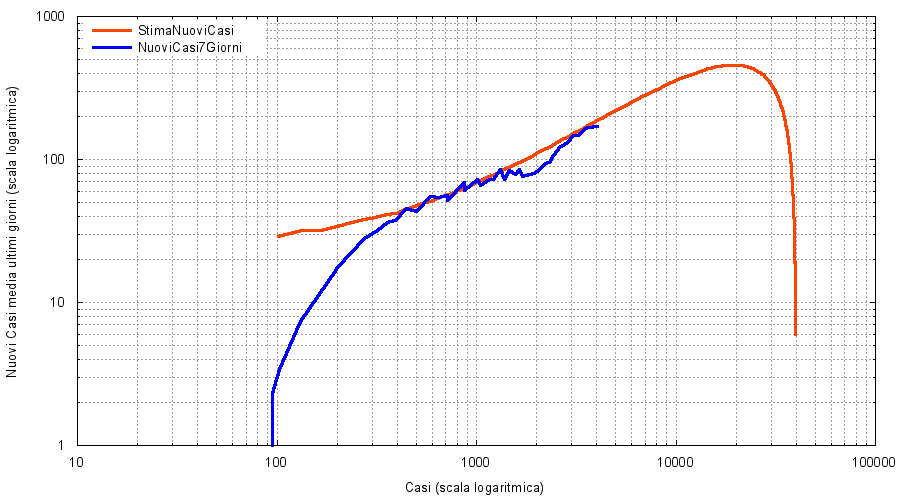 1000
StimaNuoviCasi
NuoviCasi7Giorni
100
10
1
Nuovi Casi media ultimi giorni (scala logaritmica)
10
100
1000
10000
100000
Casi (scala logaritmica)